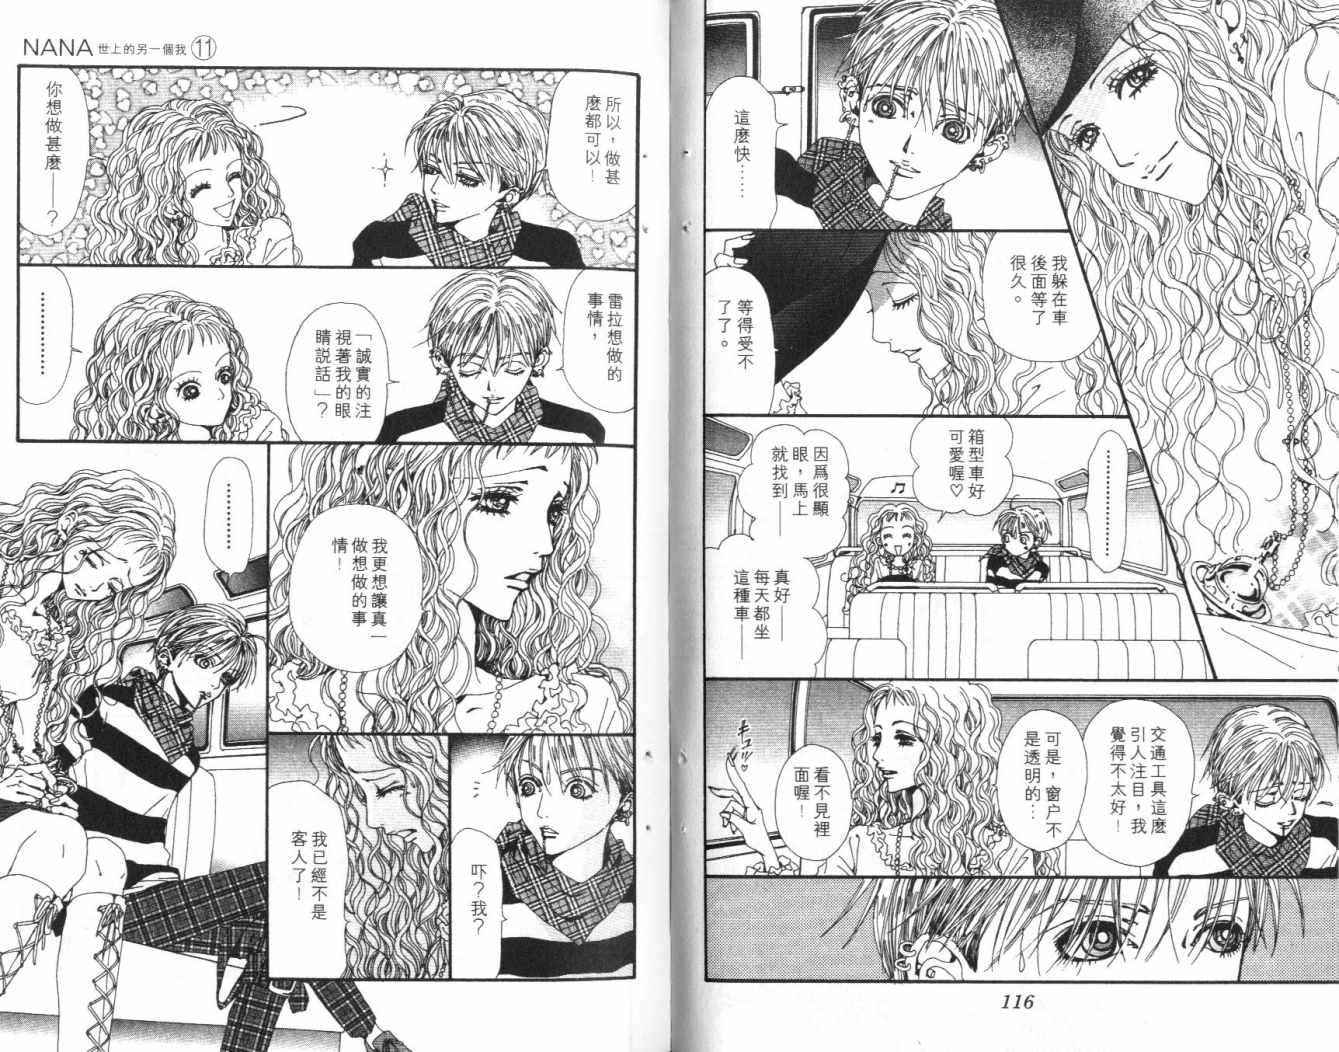 這麼快……
我躲在車
後面等了
很久。
等得受不
了了。
…………
箱型車好
可愛喔♡
♫
因爲很顯
眼，馬上
就找到——
真好——
每天都坐
這種車——
交通工具這麼
引人注目，我
覺得不太好！
可是，窗户不
是透明的…
看不見裡
面喔！
キュッ♡
116
NANA 世上的另一個我 ⑪
所以，做甚
麼都可以！
你想做甚麼——？
雷拉想做的
事情，
「誠實的注
視著我的眼
睛説話」？
…………
我更想讓真一
做想做的事
情！
…………
吓？我？
我已經不是
客人了！